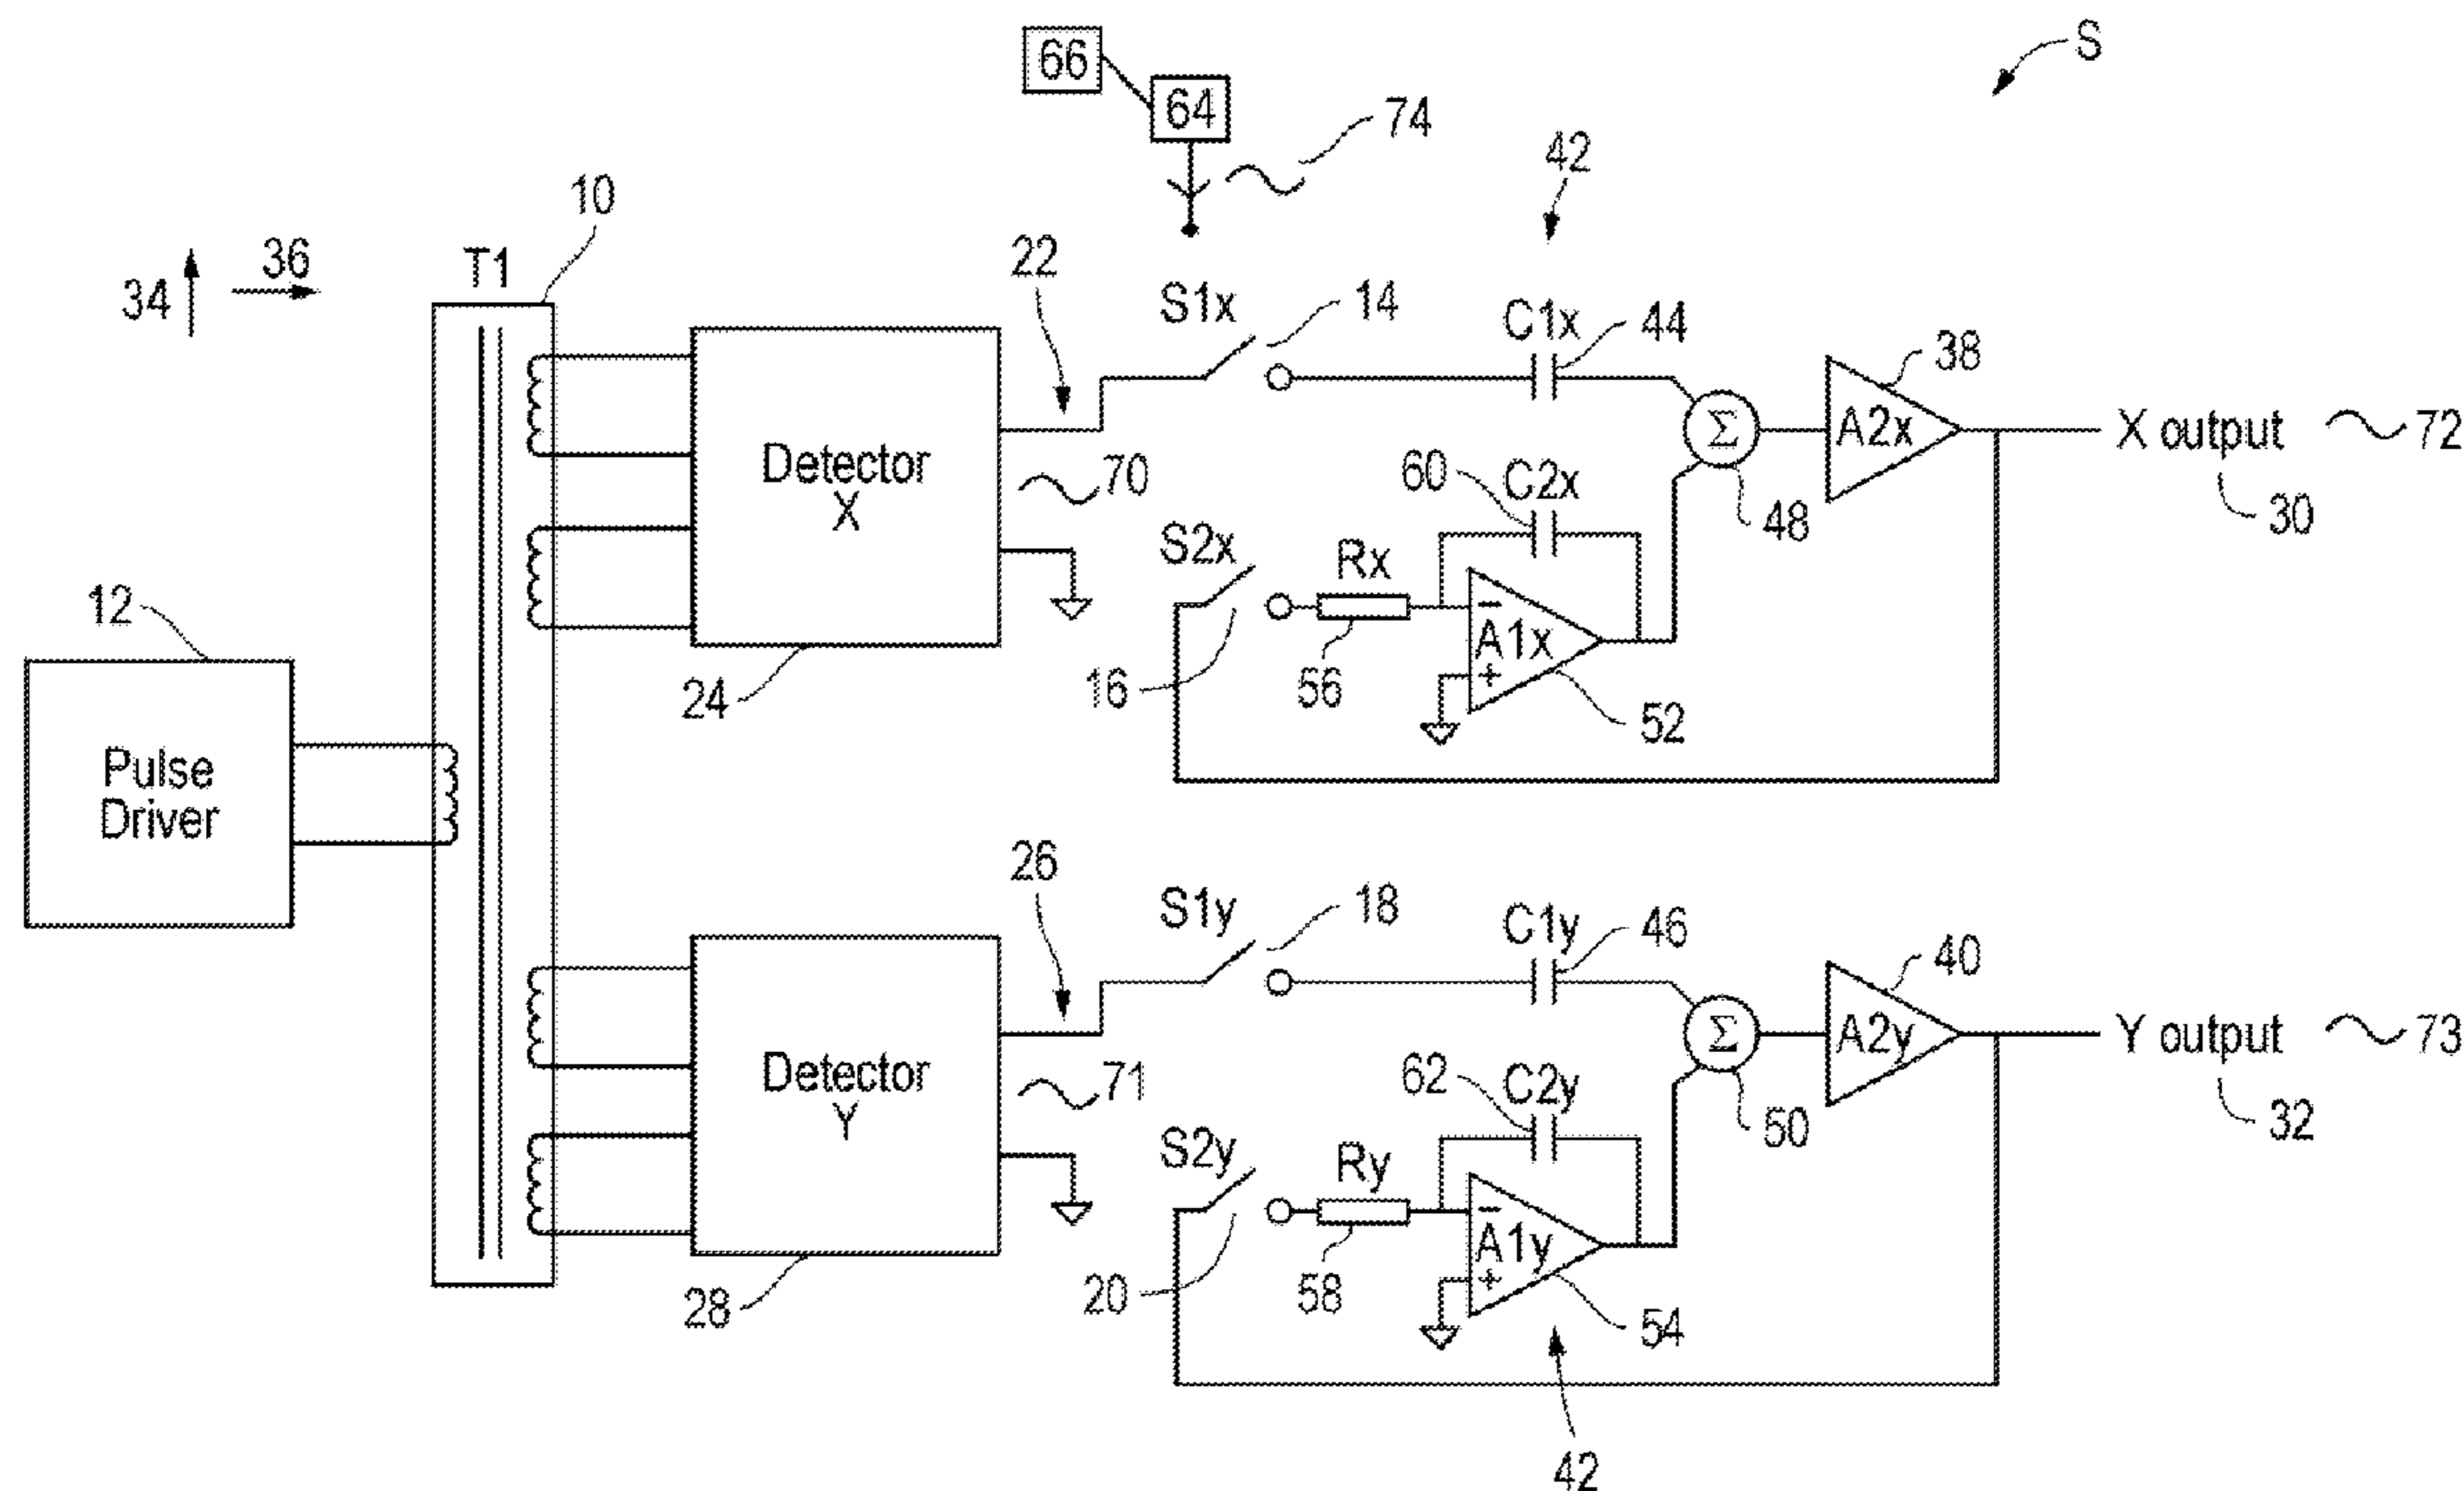 S
66
64
74
42
10
36
34
T1
22
S1x
14
C1x
44
38
Σ
A2x
X output
72
Detector
X
70
60
C2x
48
30
S2x
Rx
12
A1x
−
+
24
16
56
52
Pulse
Driver
26
S1y
18
C1y
46
40
Σ
A2y
Y output
73
Detector
Y
71
62
C2y
50
32
S2y
Ry
−
A1y
+
28
20
58
54
42